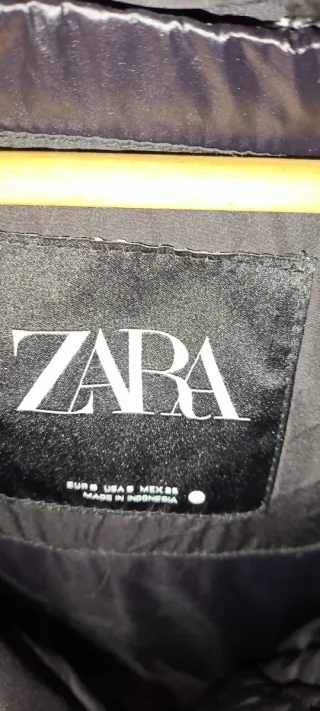 ZARA
EUR S USA S MEX 26
MADE IN INDONESIA